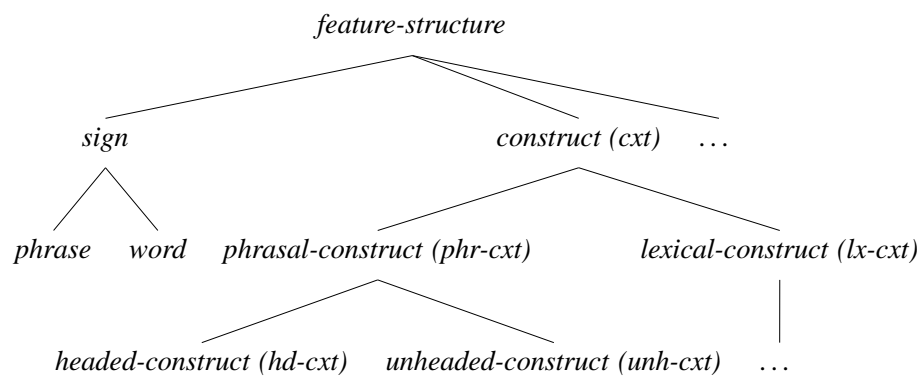 feature-structure
sign construct (cxt) ...
phrase word phrasal-construct (phr-cxt) lexical-construct (lx-cxt)
headed-construct (hd-cxt) unheaded-construct (unh-cxt) ...